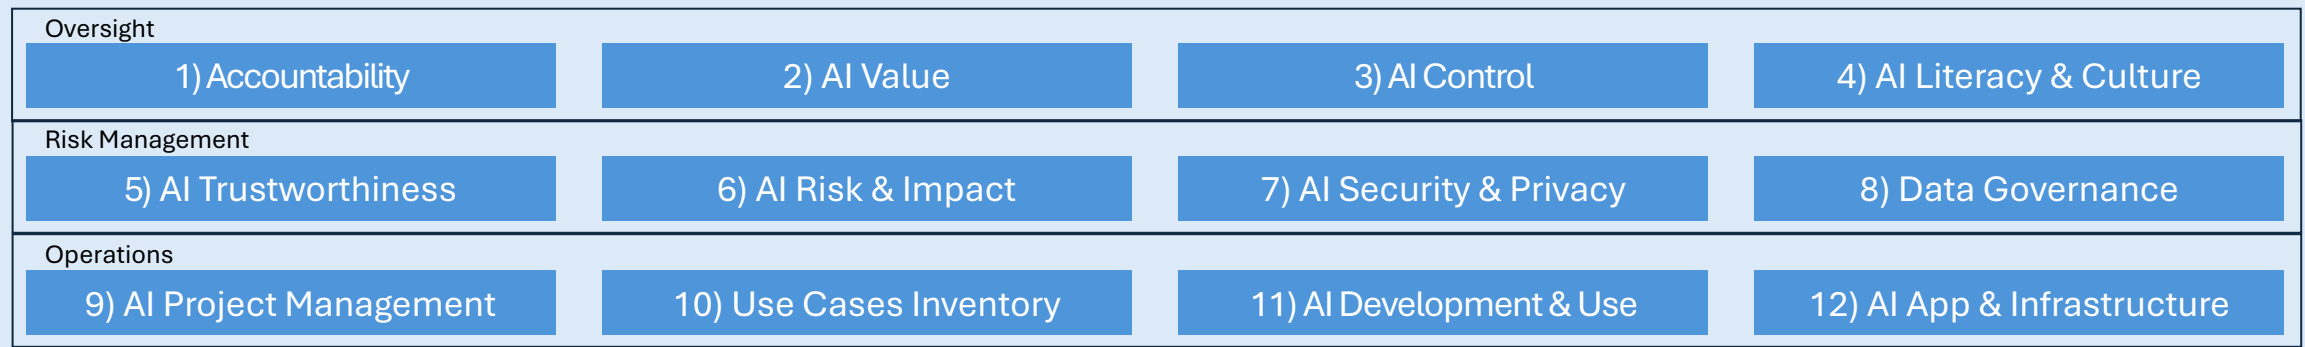 Oversight
1) Accountability
2) AI Value
3) AI Control
4) AI Literacy & Culture
Risk Management
5) AI Trustworthiness
6) AI Risk & Impact
7) AI Security & Privacy
8) Data Governance
Operations
9) AI Project Management
10) Use Cases Inventory
11) AI Development & Use
12) AI App & Infrastructure